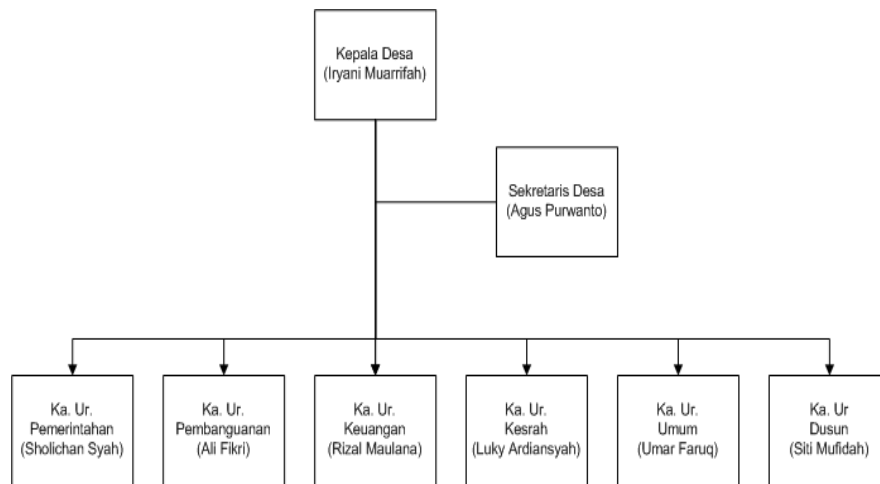 Kepala Desa
(Iryani Muarrifah)
Sekretaris Desa
(Agus Purwanto)
Ka. Ur.
Pemerintahan
(Sholichan Syah)
Ka. Ur.
Pembanguanan
(Ali Fikri)
Ka. Ur.
Keuangan
(Rizal Maulana)
Ka. Ur.
Kesrah
(Luky Ardiansyah)
Ka. Ur.
Umum
(Umar Faruq)
Ka. Ur
Dusun
(Siti Mufidah)